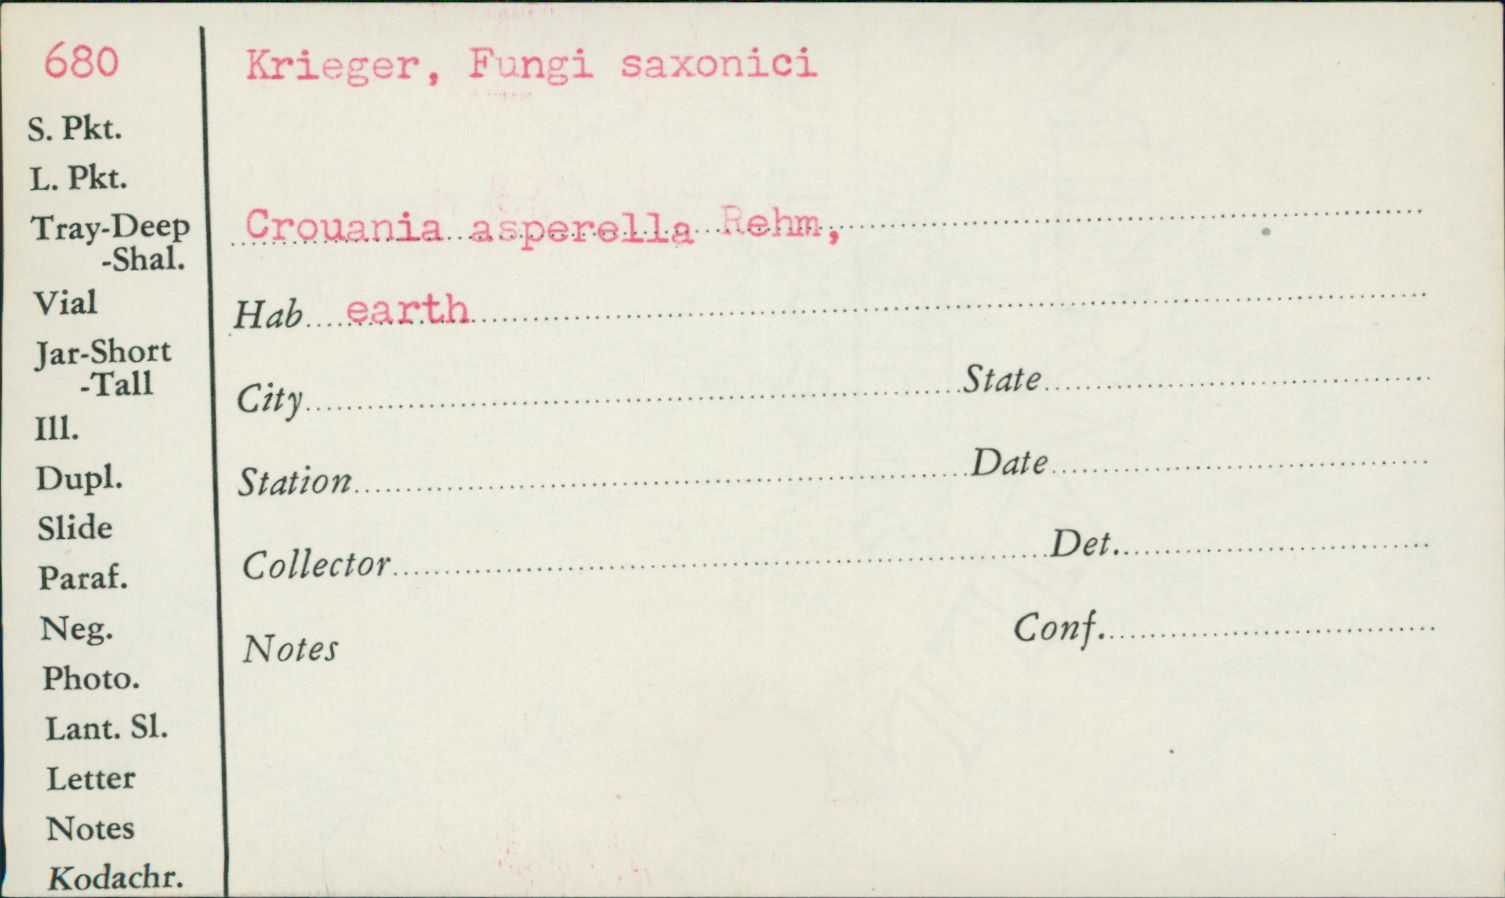 680
Krieger, Fungi saxonici
S. Pkt.
L. Pkt.
Tray-Deep
-Shal.
Vial
Jar-Short
-Tall
Ill.
Dupl.
Slide
Paraf.
Neg.
Photo.
Lant. Sl.
Letter
Notes
Kodachr.
Crouania asperella Rehm,
Hab earth
City State
Station Date
Collector Det.
Notes Conf.